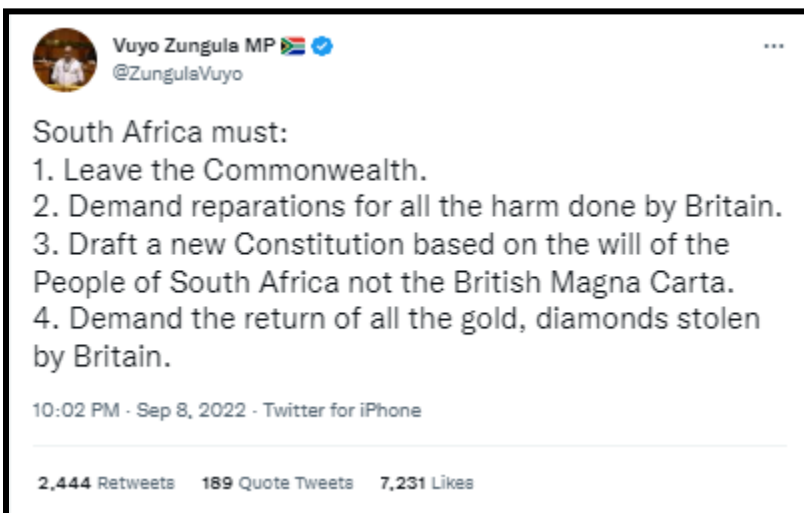 Vuyo Zungula MP 🇿🇦
@ZungulaVuyo
South Africa must:
1. Leave the Commonwealth.
2. Demand reparations for all the harm done by Britain.
3. Draft a new Constitution based on the will of the
People of South Africa not the British Magna Carta.
4. Demand the return of all the gold, diamonds stolen
by Britain.
10:02 PM · Sep 8, 2022 · Twitter for iPhone
2,444 Retweets 189 Quote Tweets 7,231 Likes